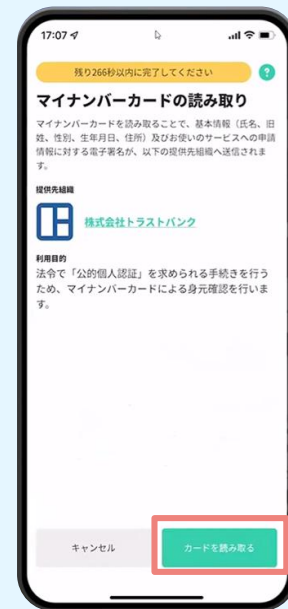 17:07
残り266秒以内に完了してください
?
マイナンバーカードの読み取り
マイナンバーカードを読み取ることで、基本情報（氏名、旧
姓、性別、生年月日、住所）及びお使いのサービスへの申請
情報に対する電子署名が、以下の提供先組織へ送信されま
す。
提供先組織
株式会社トラストバンク
利用目的
法令で「公的個人認証」を求められる手続きを行う
ため、マイナンバーカードによる身元確認を行いま
す。
キャンセル
カードを読み取る